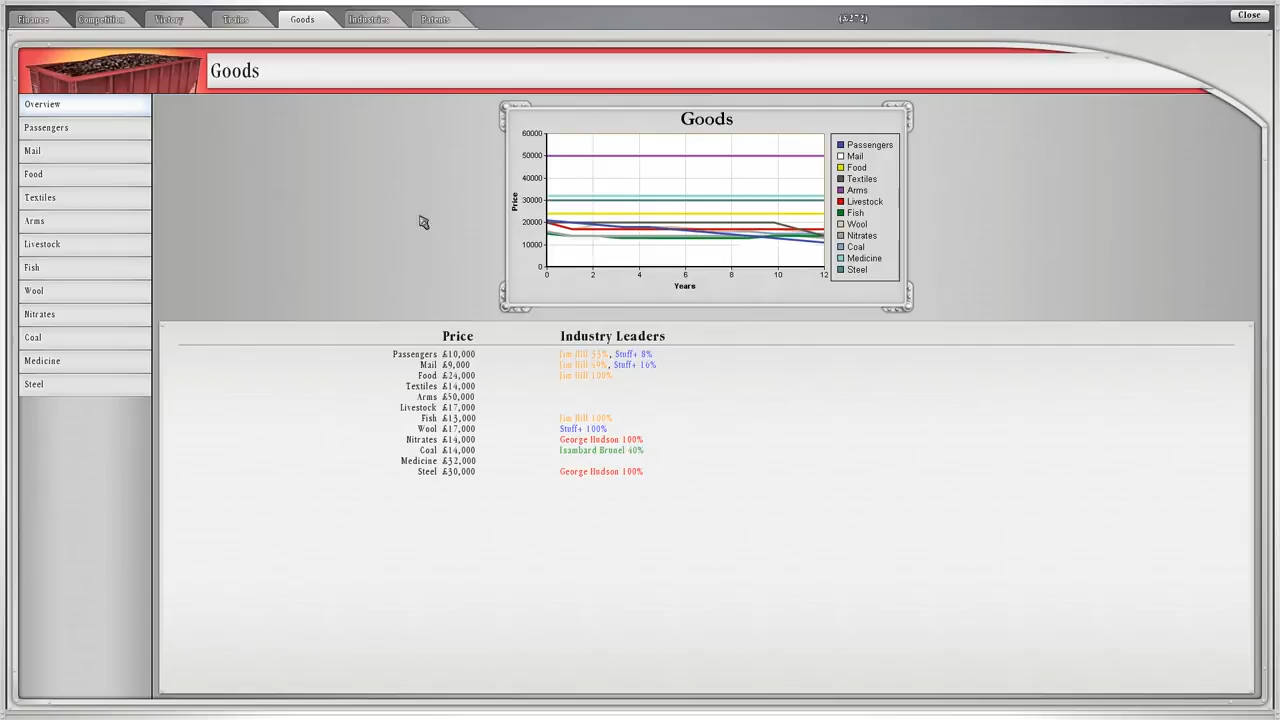 Finance Competition Victory Trains Goods Industries Patents (£272) Close
Goods
Overview
Passengers
Mail
Food
Textiles
Arms
Livestock
Fish
Wool
Nitrates
Coal
Medicine
Steel
Goods
60000
50000
40000
30000
20000
10000
0
Price
0 2 4 6 8 10 12
Years
Passengers
Mail
Food
Textiles
Arms
Livestock
Fish
Wool
Nitrates
Coal
Medicine
Steel
Price Industry Leaders
Passengers £10,000 Jim Hill 33%, Stuff+ 8%
Mail £9,000 Jim Hill 49%, Stuff+ 16%
Food £24,000 Jim Hill 100%
Textiles £14,000
Arms £50,000
Livestock £17,000
Fish £13,000 Jim Hill 100%
Wool £17,000 Stuff+ 100%
Nitrates £14,000 George Hudson 100%
Coal £14,000 Isambard Brunel 40%
Medicine £32,000
Steel £30,000 George Hudson 100%